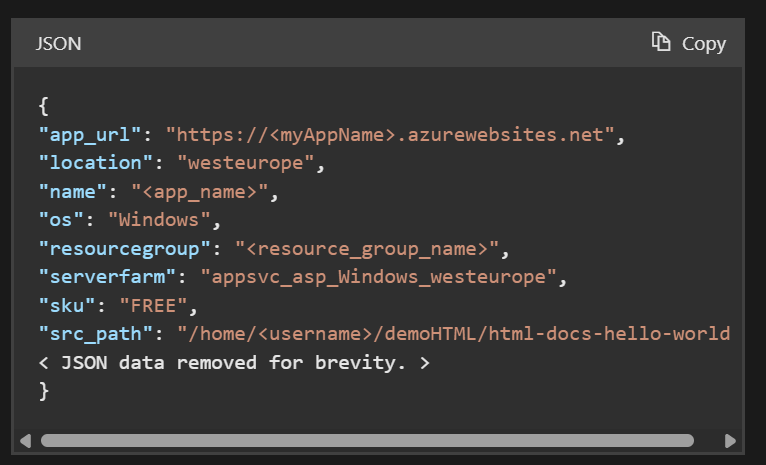 JSON
Copy
{
"app_url": "https://<myAppName>.azurewebsites.net",
"location": "westeurope",
"name": "<app_name>",
"os": "Windows",
"resourcegroup": "<resource_group_name>",
"serverfarm": "appsvc_asp_Windows_westeurope",
"sku": "FREE",
"src_path": "/home/<username>/demoHTML/html-docs-hello-world
< JSON data removed for brevity. >
}